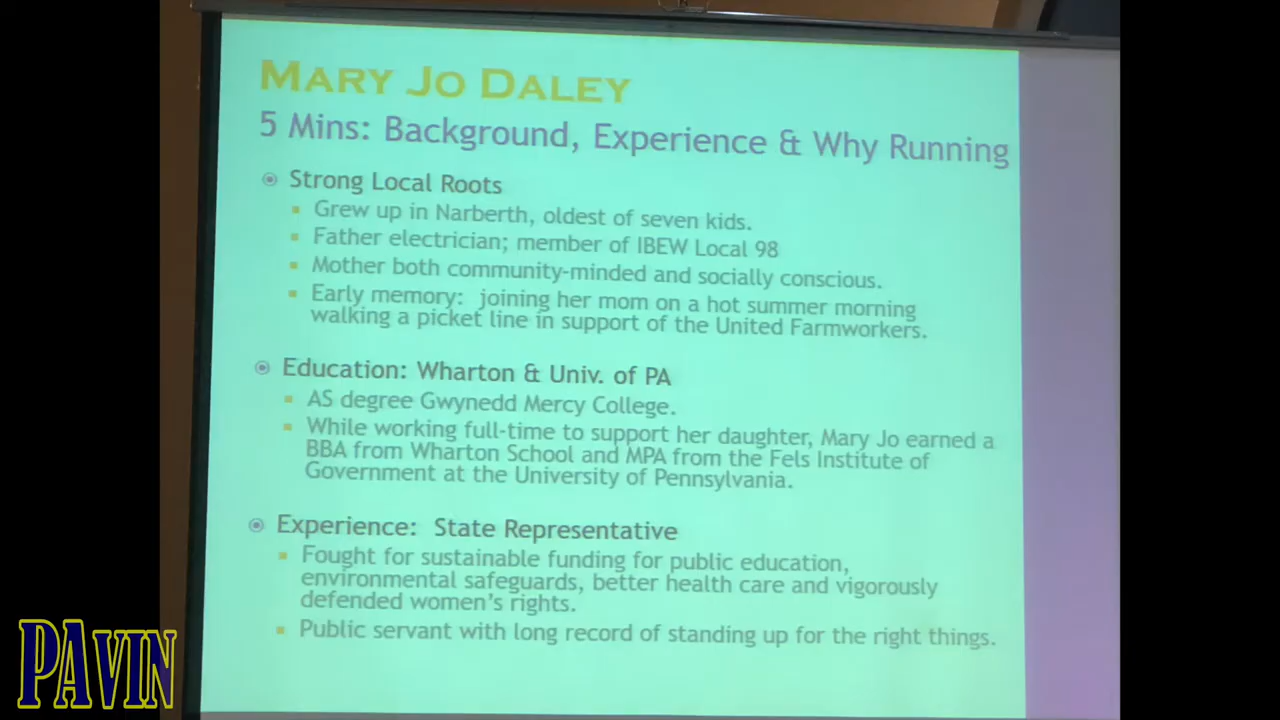 MARY JO DALEY
5 Mins: Background, Experience & Why Running
Strong Local Roots
Grew up in Narberth, oldest of seven kids.
Father electrician; member of IBEW Local 98
Mother both community-minded and socially conscious.
Early memory: joining her mom on a hot summer morning
walking a picket line in support of the United Farmworkers.
Education: Wharton & Univ. of PA
AS degree Gwynedd Mercy College.
While working full-time to support her daughter, Mary Jo earned a
BBA from Wharton School and MPA from the Fels Institute of
Government at the University of Pennsylvania.
Experience: State Representative
Fought for sustainable funding for public education,
environmental safeguards, better health care and vigorously
defended women's rights.
Public servant with long record of standing up for the right things.
PAVIN